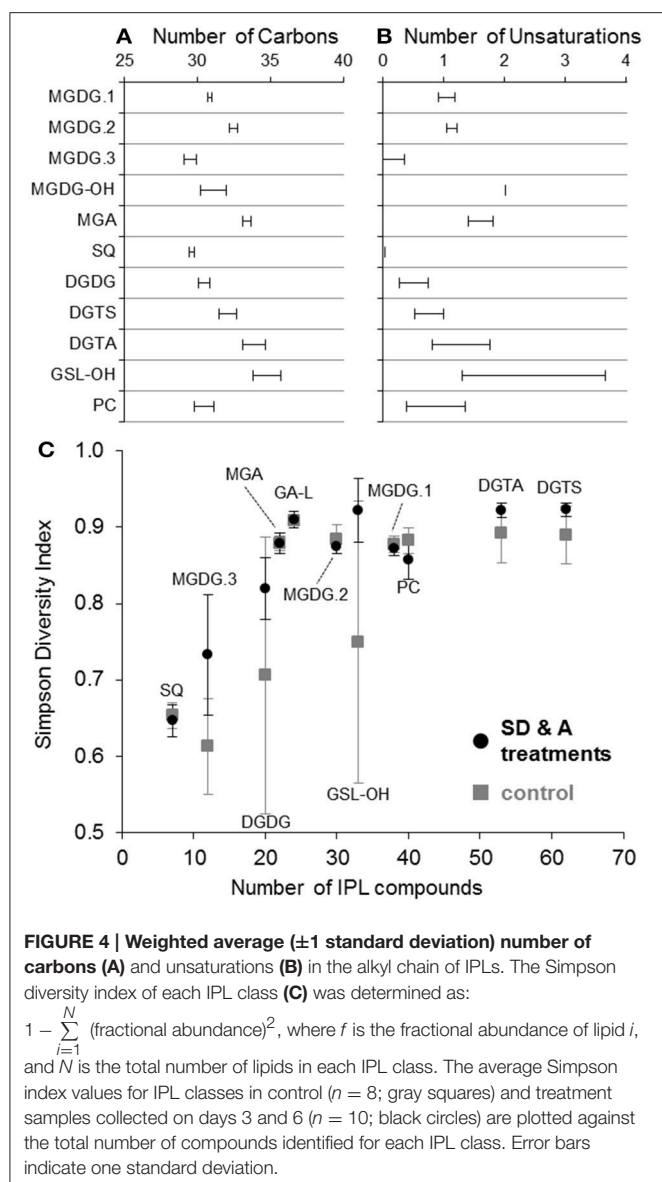 A Number of Carbons
25 30 35 40
B Number of Unsaturations
0 1 2 3 4
MGDG.1
MGDG.2
MGDG.3
MGDG-OH
MGA
SQ
DGDG
DGTS
DGTA
GSL-OH
PC
C
Simpson Diversity Index
1.0
0.9
0.8
0.7
0.6
0.5
SQ
MGDG.3
MGA
GA-L
DGDG
MGDG.2
GSL-OH
MGDG.1
PC
DGTA
DGTS
SD & A
treatments
control
0 10 20 30 40 50 60 70
Number of IPL compounds
FIGURE 4 | Weighted average (±1 standard deviation) number of
carbons (A) and unsaturations (B) in the alkyl chain of IPLs. The Simpson
diversity index of each IPL class (C) was determined as:
1 − N∑i=1 (fractional abundance)², where f is the fractional abundance of lipid i,
and N is the total number of lipids in each IPL class. The average Simpson
index values for IPL classes in control (n = 8; gray squares) and treatment
samples collected on days 3 and 6 (n = 10; black circles) are plotted against
the total number of compounds identified for each IPL class. Error bars
indicate one standard deviation.